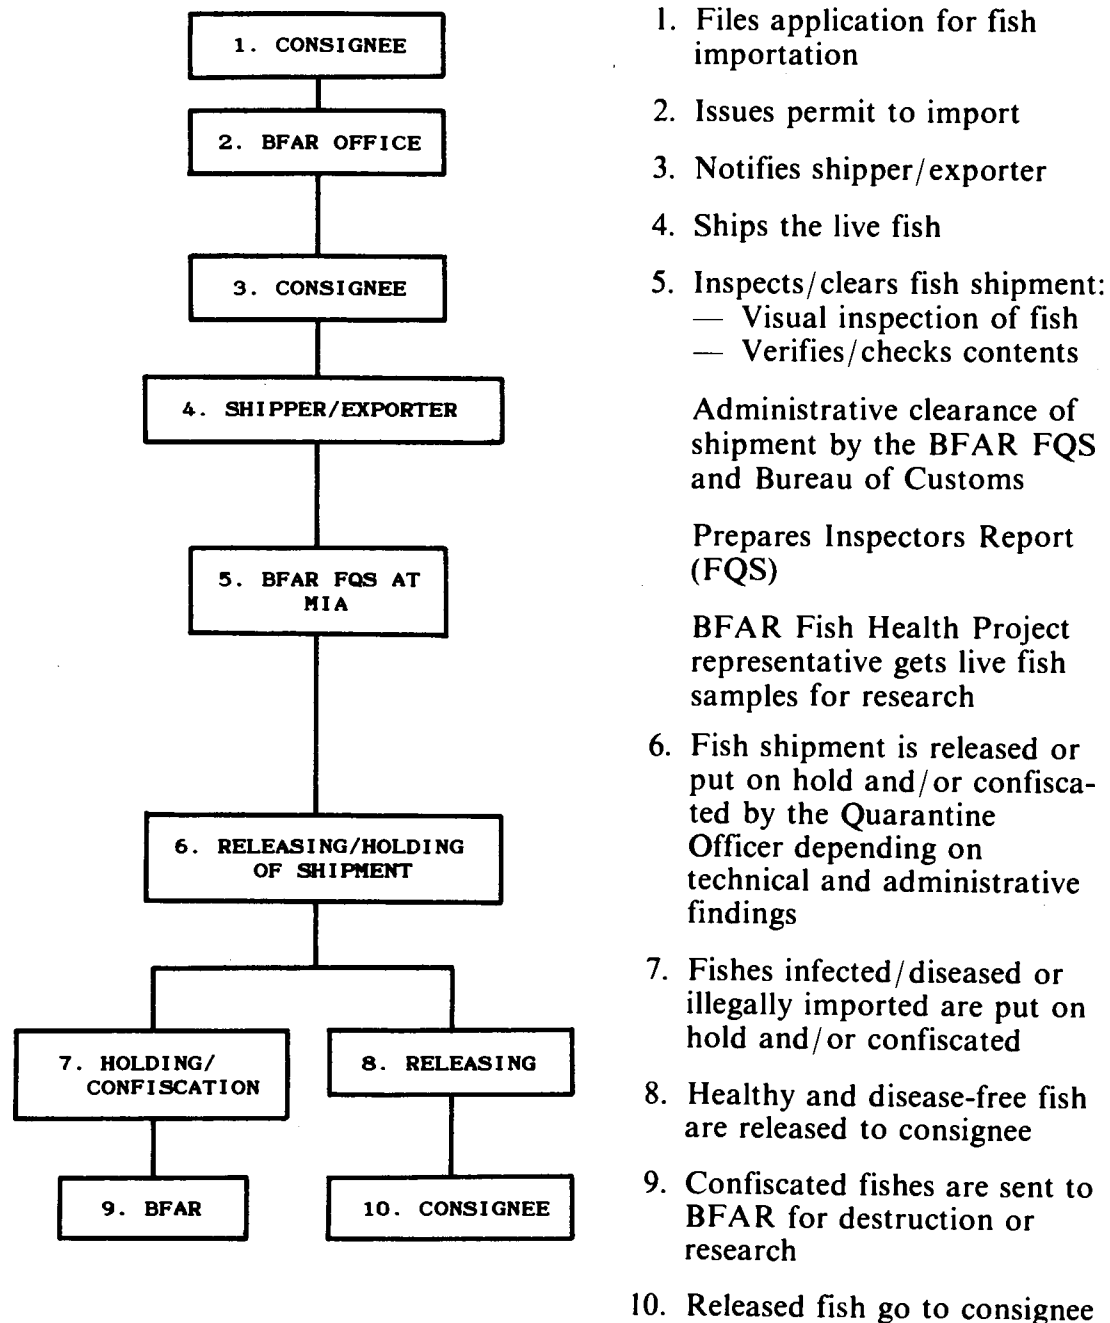 1. CONSIGNEE
2. BFAR OFFICE
3. CONSIGNEE
4. SHIPPER/EXPORTER
5. BFAR FQS AT
MIA
6. RELEASING/HOLDING
OF SHIPMENT
7. HOLDING/
CONFISCATION
8. RELEASING
9. BFAR
10. CONSIGNEE
1. Files application for fish
importation
2. Issues permit to import
3. Notifies shipper/exporter
4. Ships the live fish
5. Inspects/clears fish shipment:
— Visual inspection of fish
— Verifies/checks contents
Administrative clearance of
shipment by the BFAR FQS
and Bureau of Customs
Prepares Inspectors Report
(FQS)
BFAR Fish Health Project
representative gets live fish
samples for research
6. Fish shipment is released or
put on hold and/or confisca-
ted by the Quarantine
Officer depending on
technical and administrative
findings
7. Fishes infected/diseased or
illegally imported are put on
hold and/or confiscated
8. Healthy and disease-free fish
are released to consignee
9. Confiscated fishes are sent to
BFAR for destruction or
research
10. Released fish go to consignee